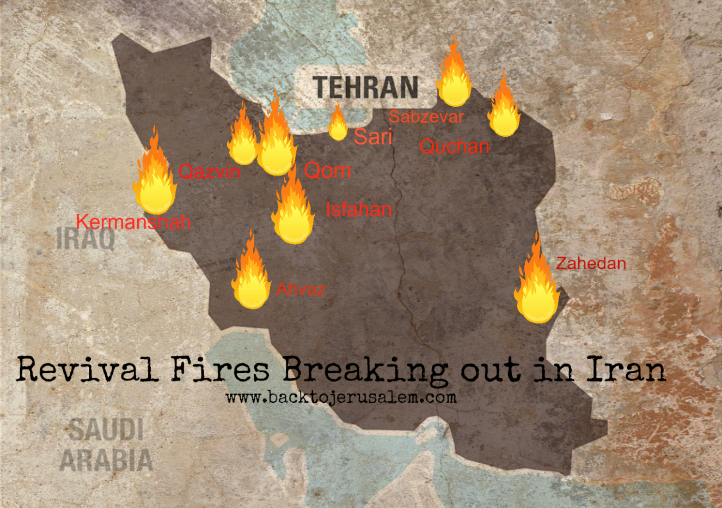 TEHRAN
Sabzevar
Sari
Quchan
Qazvin
Qom
Isfahan
Kermanshah
IRAQ
Zahedan
Ahvaz
Revival Fires Breaking out in Iran
www.backtojerusalem.com
SAUDI
ARABIA